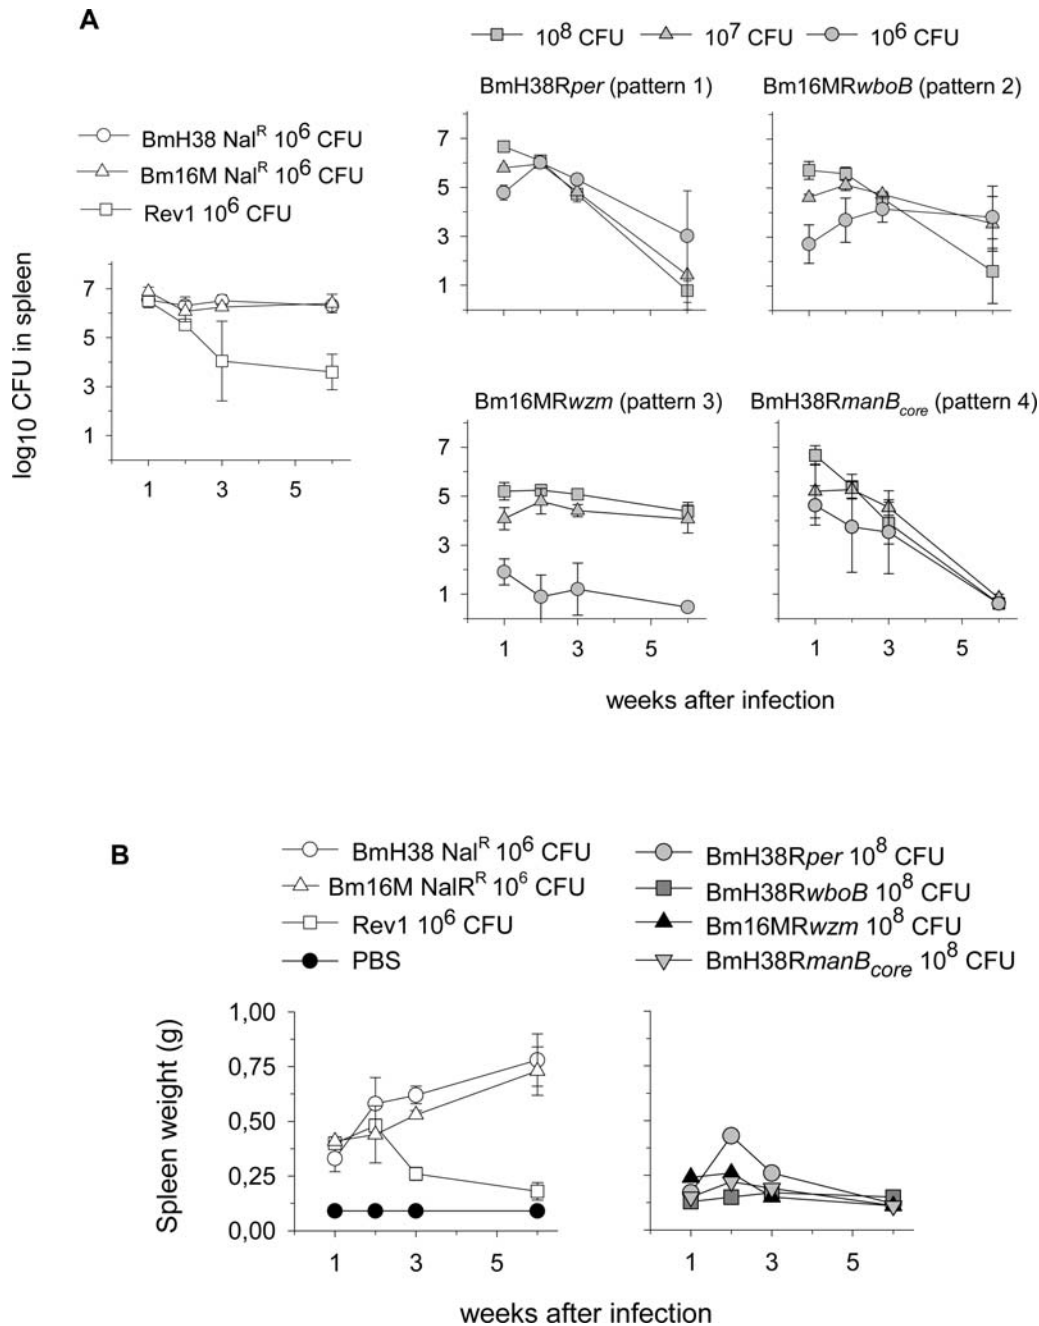 A
10⁸ CFU 10⁷ CFU 10⁶ CFU
BmH38 Nalᴿ 10⁶ CFU
Bm16M Nalᴿ 10⁶ CFU
Rev1 10⁶ CFU
log10 CFU in spleen
7
5
3
1
1 3 5
BmH38Rper (pattern 1)
7
5
3
1
Bm16MRwboB (pattern 2)
Bm16MRwzm (pattern 3)
7
5
3
1
1 3 5
BmH38RmanBcore (pattern 4)
1 3 5
weeks after infection
B
BmH38 Nalᴿ 10⁶ CFU
Bm16M NalRᴿ 10⁶ CFU
Rev1 10⁶ CFU
PBS
BmH38Rper 10⁸ CFU
BmH38RwboB 10⁸ CFU
Bm16MRwzm 10⁸ CFU
BmH38RmanBcore 10⁸ CFU
Spleen weight (g)
1,00
0,75
0,50
0,25
0,00
1 3 5
1 3 5
weeks after infection